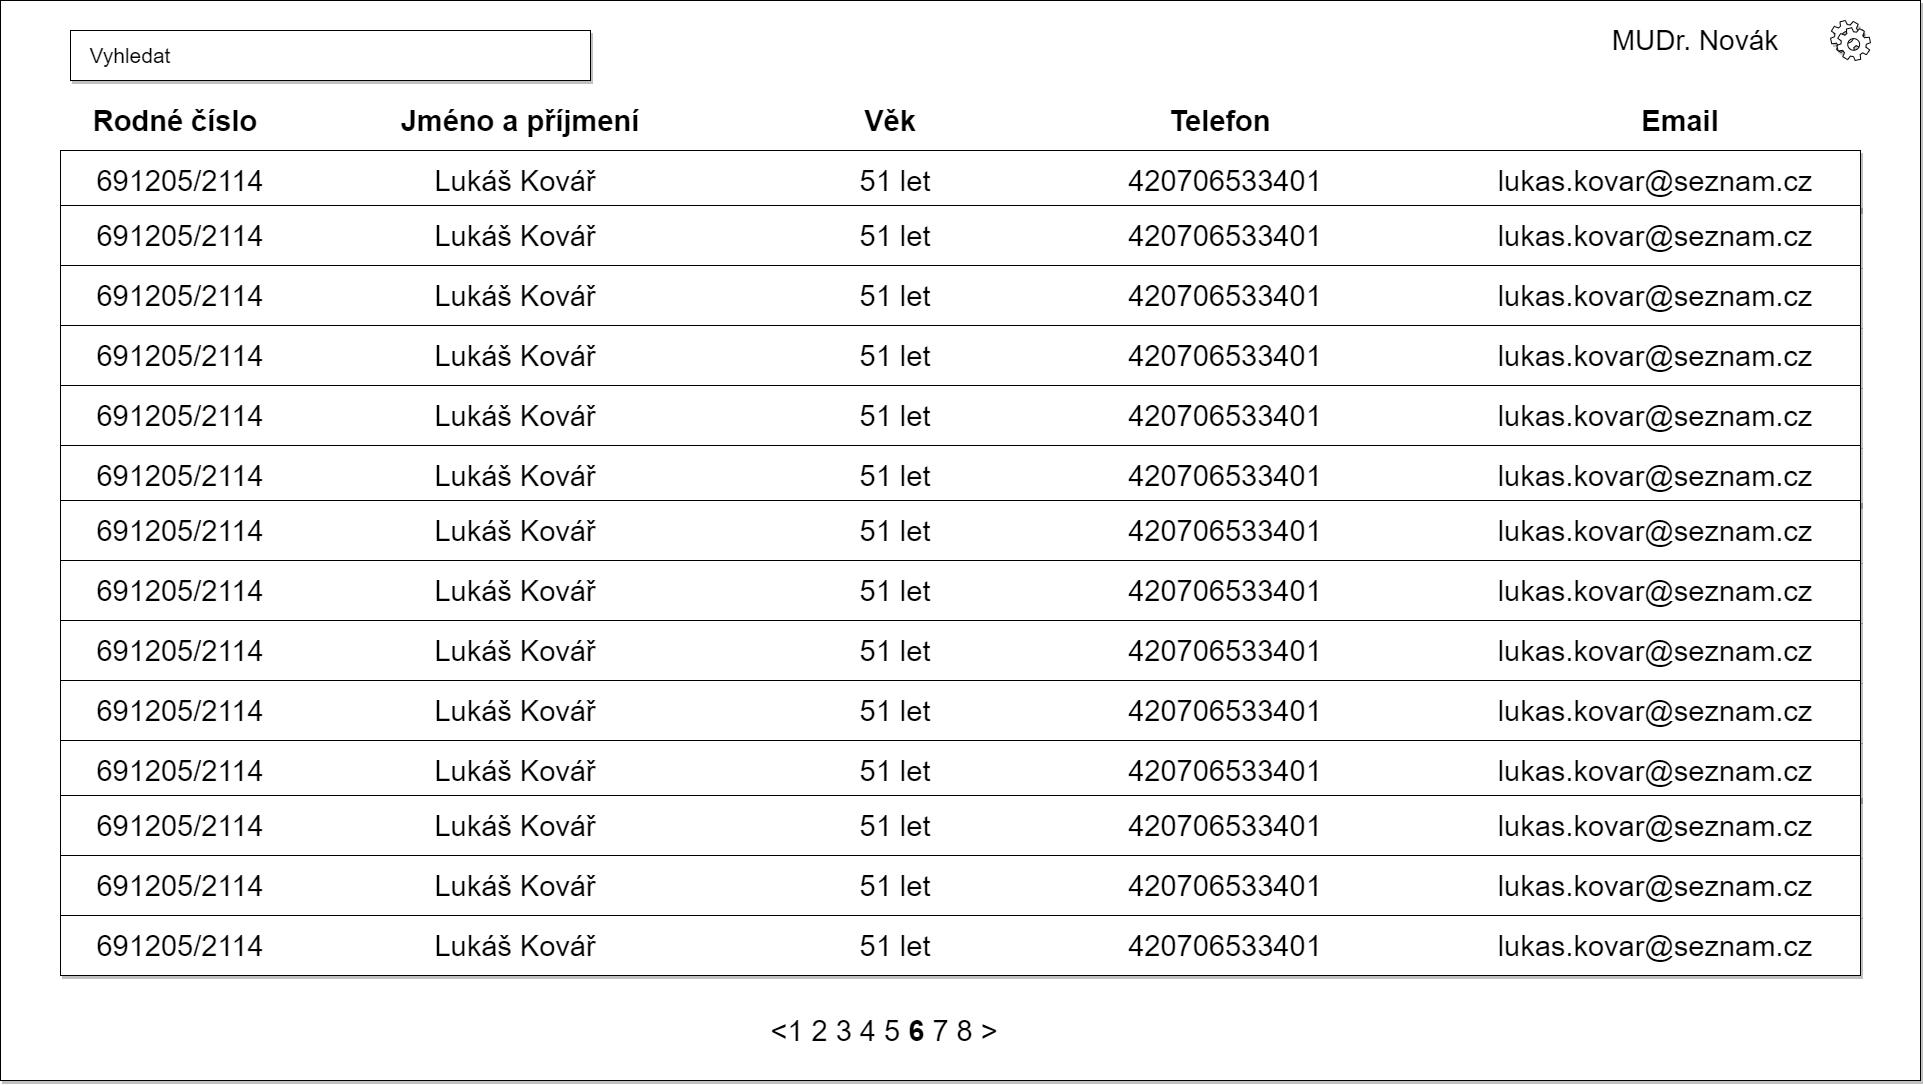 MUDr. Novák
Vyhledat
Rodné číslo Jméno a příjmení Věk Telefon Email
691205/2114 Lukáš Kovář 51 let 420706533401 lukas.kovar@seznam.cz
691205/2114 Lukáš Kovář 51 let 420706533401 lukas.kovar@seznam.cz
691205/2114 Lukáš Kovář 51 let 420706533401 lukas.kovar@seznam.cz
691205/2114 Lukáš Kovář 51 let 420706533401 lukas.kovar@seznam.cz
691205/2114 Lukáš Kovář 51 let 420706533401 lukas.kovar@seznam.cz
691205/2114 Lukáš Kovář 51 let 420706533401 lukas.kovar@seznam.cz
691205/2114 Lukáš Kovář 51 let 420706533401 lukas.kovar@seznam.cz
691205/2114 Lukáš Kovář 51 let 420706533401 lukas.kovar@seznam.cz
691205/2114 Lukáš Kovář 51 let 420706533401 lukas.kovar@seznam.cz
691205/2114 Lukáš Kovář 51 let 420706533401 lukas.kovar@seznam.cz
691205/2114 Lukáš Kovář 51 let 420706533401 lukas.kovar@seznam.cz
691205/2114 Lukáš Kovář 51 let 420706533401 lukas.kovar@seznam.cz
691205/2114 Lukáš Kovář 51 let 420706533401 lukas.kovar@seznam.cz
691205/2114 Lukáš Kovář 51 let 420706533401 lukas.kovar@seznam.cz
<1 2 3 4 5 6 7 8 >